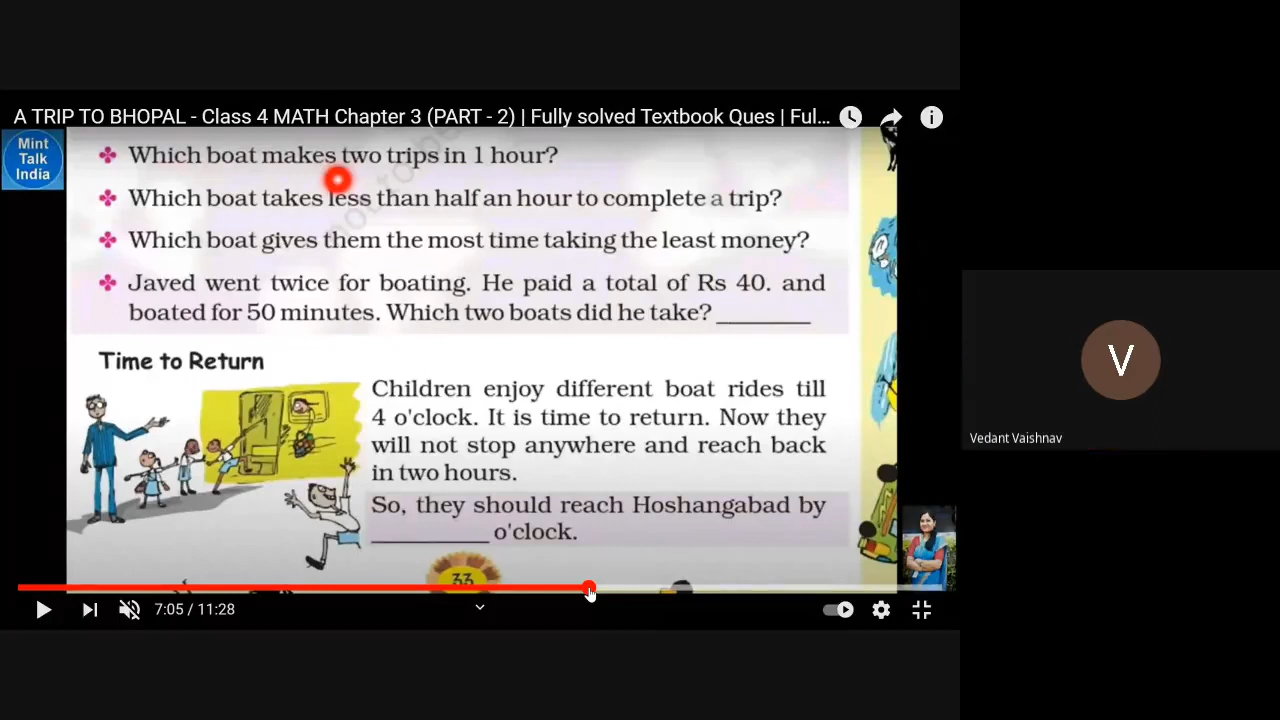 A TRIP TO BHOPAL - Class 4 MATH Chapter 3 (PART - 2) | Fully solved Textbook Ques | Ful...
Mint
Talk
India
Which boat makes two trips in 1 hour?
Which boat takes less than half an hour to complete a trip?
Which boat gives them the most time taking the least money?
Javed went twice for boating. He paid a total of Rs 40. and
boated for 50 minutes. Which two boats did he take? ________
Time to Return
Children enjoy different boat rides till
4 o'clock. It is time to return. Now they
will not stop anywhere and reach back
in two hours.
So, they should reach Hoshangabad by
__________ o'clock.
33
7:05 / 11:28
V
Vedant Vaishnav